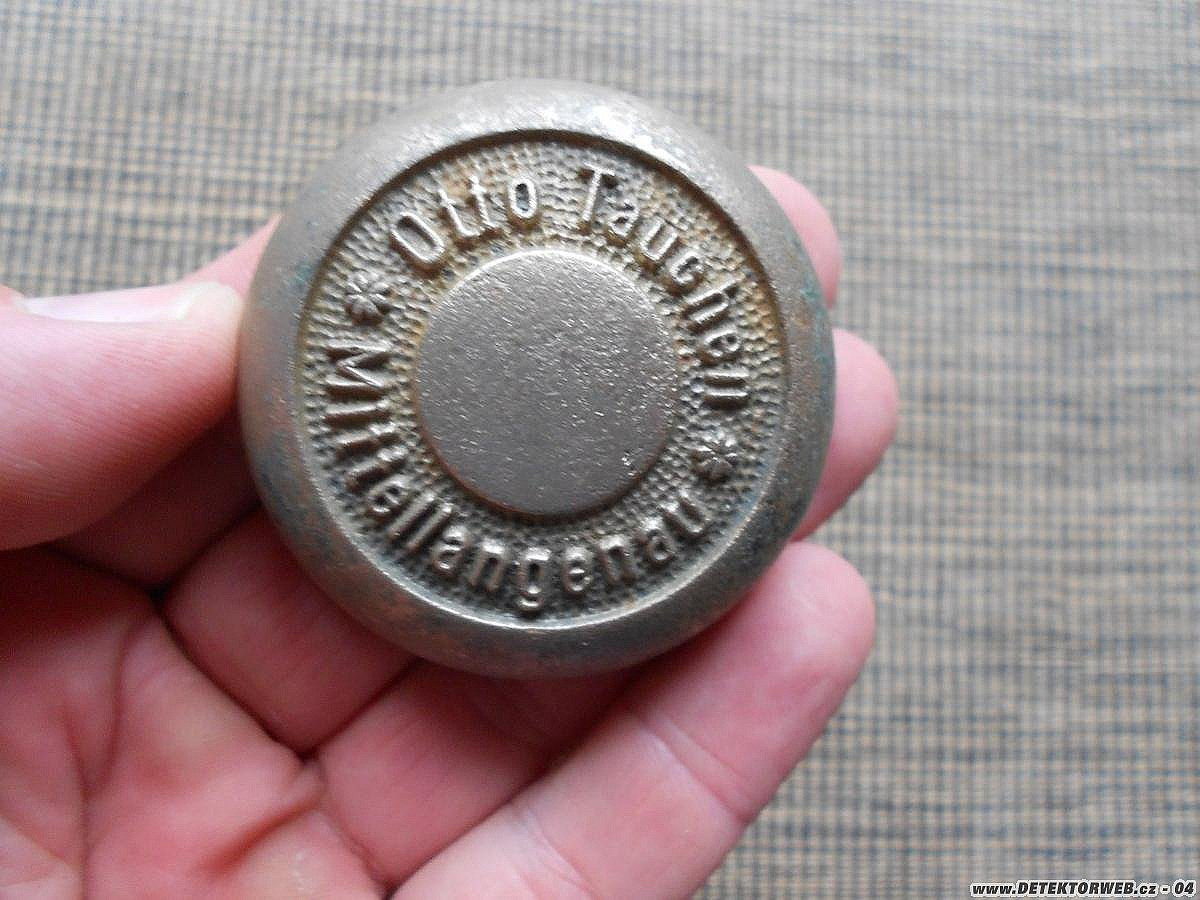 Otto Tauchen
Mittellangenau
www.DETEKTORWEB.cz - 04